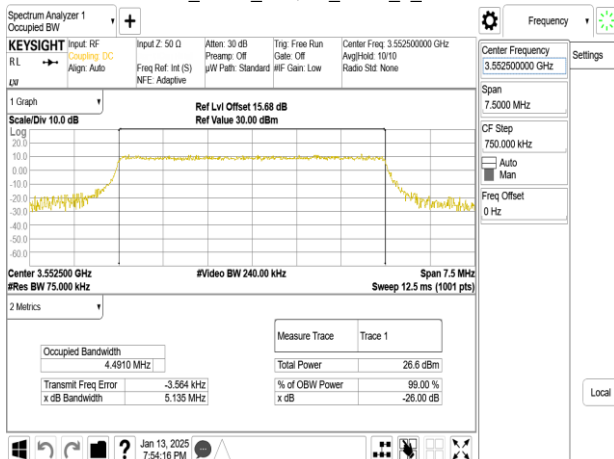 Spectrum Analyzer 1
Occupied BW
Frequency
KEYSIGHT
RL
Input: RF
Coupling: DC
Align: Auto
Input Z: 50 Ω
Freq Ref: Int (S)
NFE: Adaptive
Atten: 30 dB
Preamp: Off
µW Path: Standard
Trig: Free Run
Gate: Off
#IF Gain: Low
Center Freq: 3.552500000 GHz
Avg|Hold: 10/10
Radio Std: None
Center Frequency
3.552500000 GHz
Settings
Span
7.5000 MHz
CF Step
750.000 kHz
Auto
Man
Freq Offset
0 Hz
Local
1 Graph
Scale/Div 10.0 dB
Ref Lvl Offset 15.68 dB
Ref Value 30.00 dBm
Log
20.0
10.0
0.00
-10.0
-20.0
-30.0
-40.0
-50.0
-60.0
Center 3.552500 GHz
#Res BW 75.000 kHz
#Video BW 240.00 kHz
Span 7.5 MHz
Sweep 12.5 ms (1001 pts)
2 Metrics
Measure Trace Trace 1
Occupied Bandwidth
4.4910 MHz
Total Power 26.6 dBm
Transmit Freq Error -3.564 kHz
% of OBW Power 99.00 %
x dB Bandwidth 5.135 MHz
x dB -26.00 dB
Jan 13, 2025
7:54:16 PM